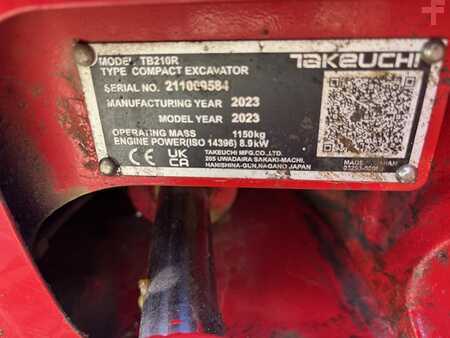 TAKEUCHI
MODEL TB210R
TYPE COMPACT EXCAVATOR
SERIAL NO. 211009584
MANUFACTURING YEAR 2023
MODEL YEAR 2023
OPERATING MASS 1150kg
ENGINE POWER(ISO 14396) 8.9kW
CE UKCA
TAKEUCHI MFG.CO.,LTD.
205 UWADAIRA SAKAKI-MACHI,
HANISHINA-GUN,NAGANO JAPAN
MADE IN JAPAN